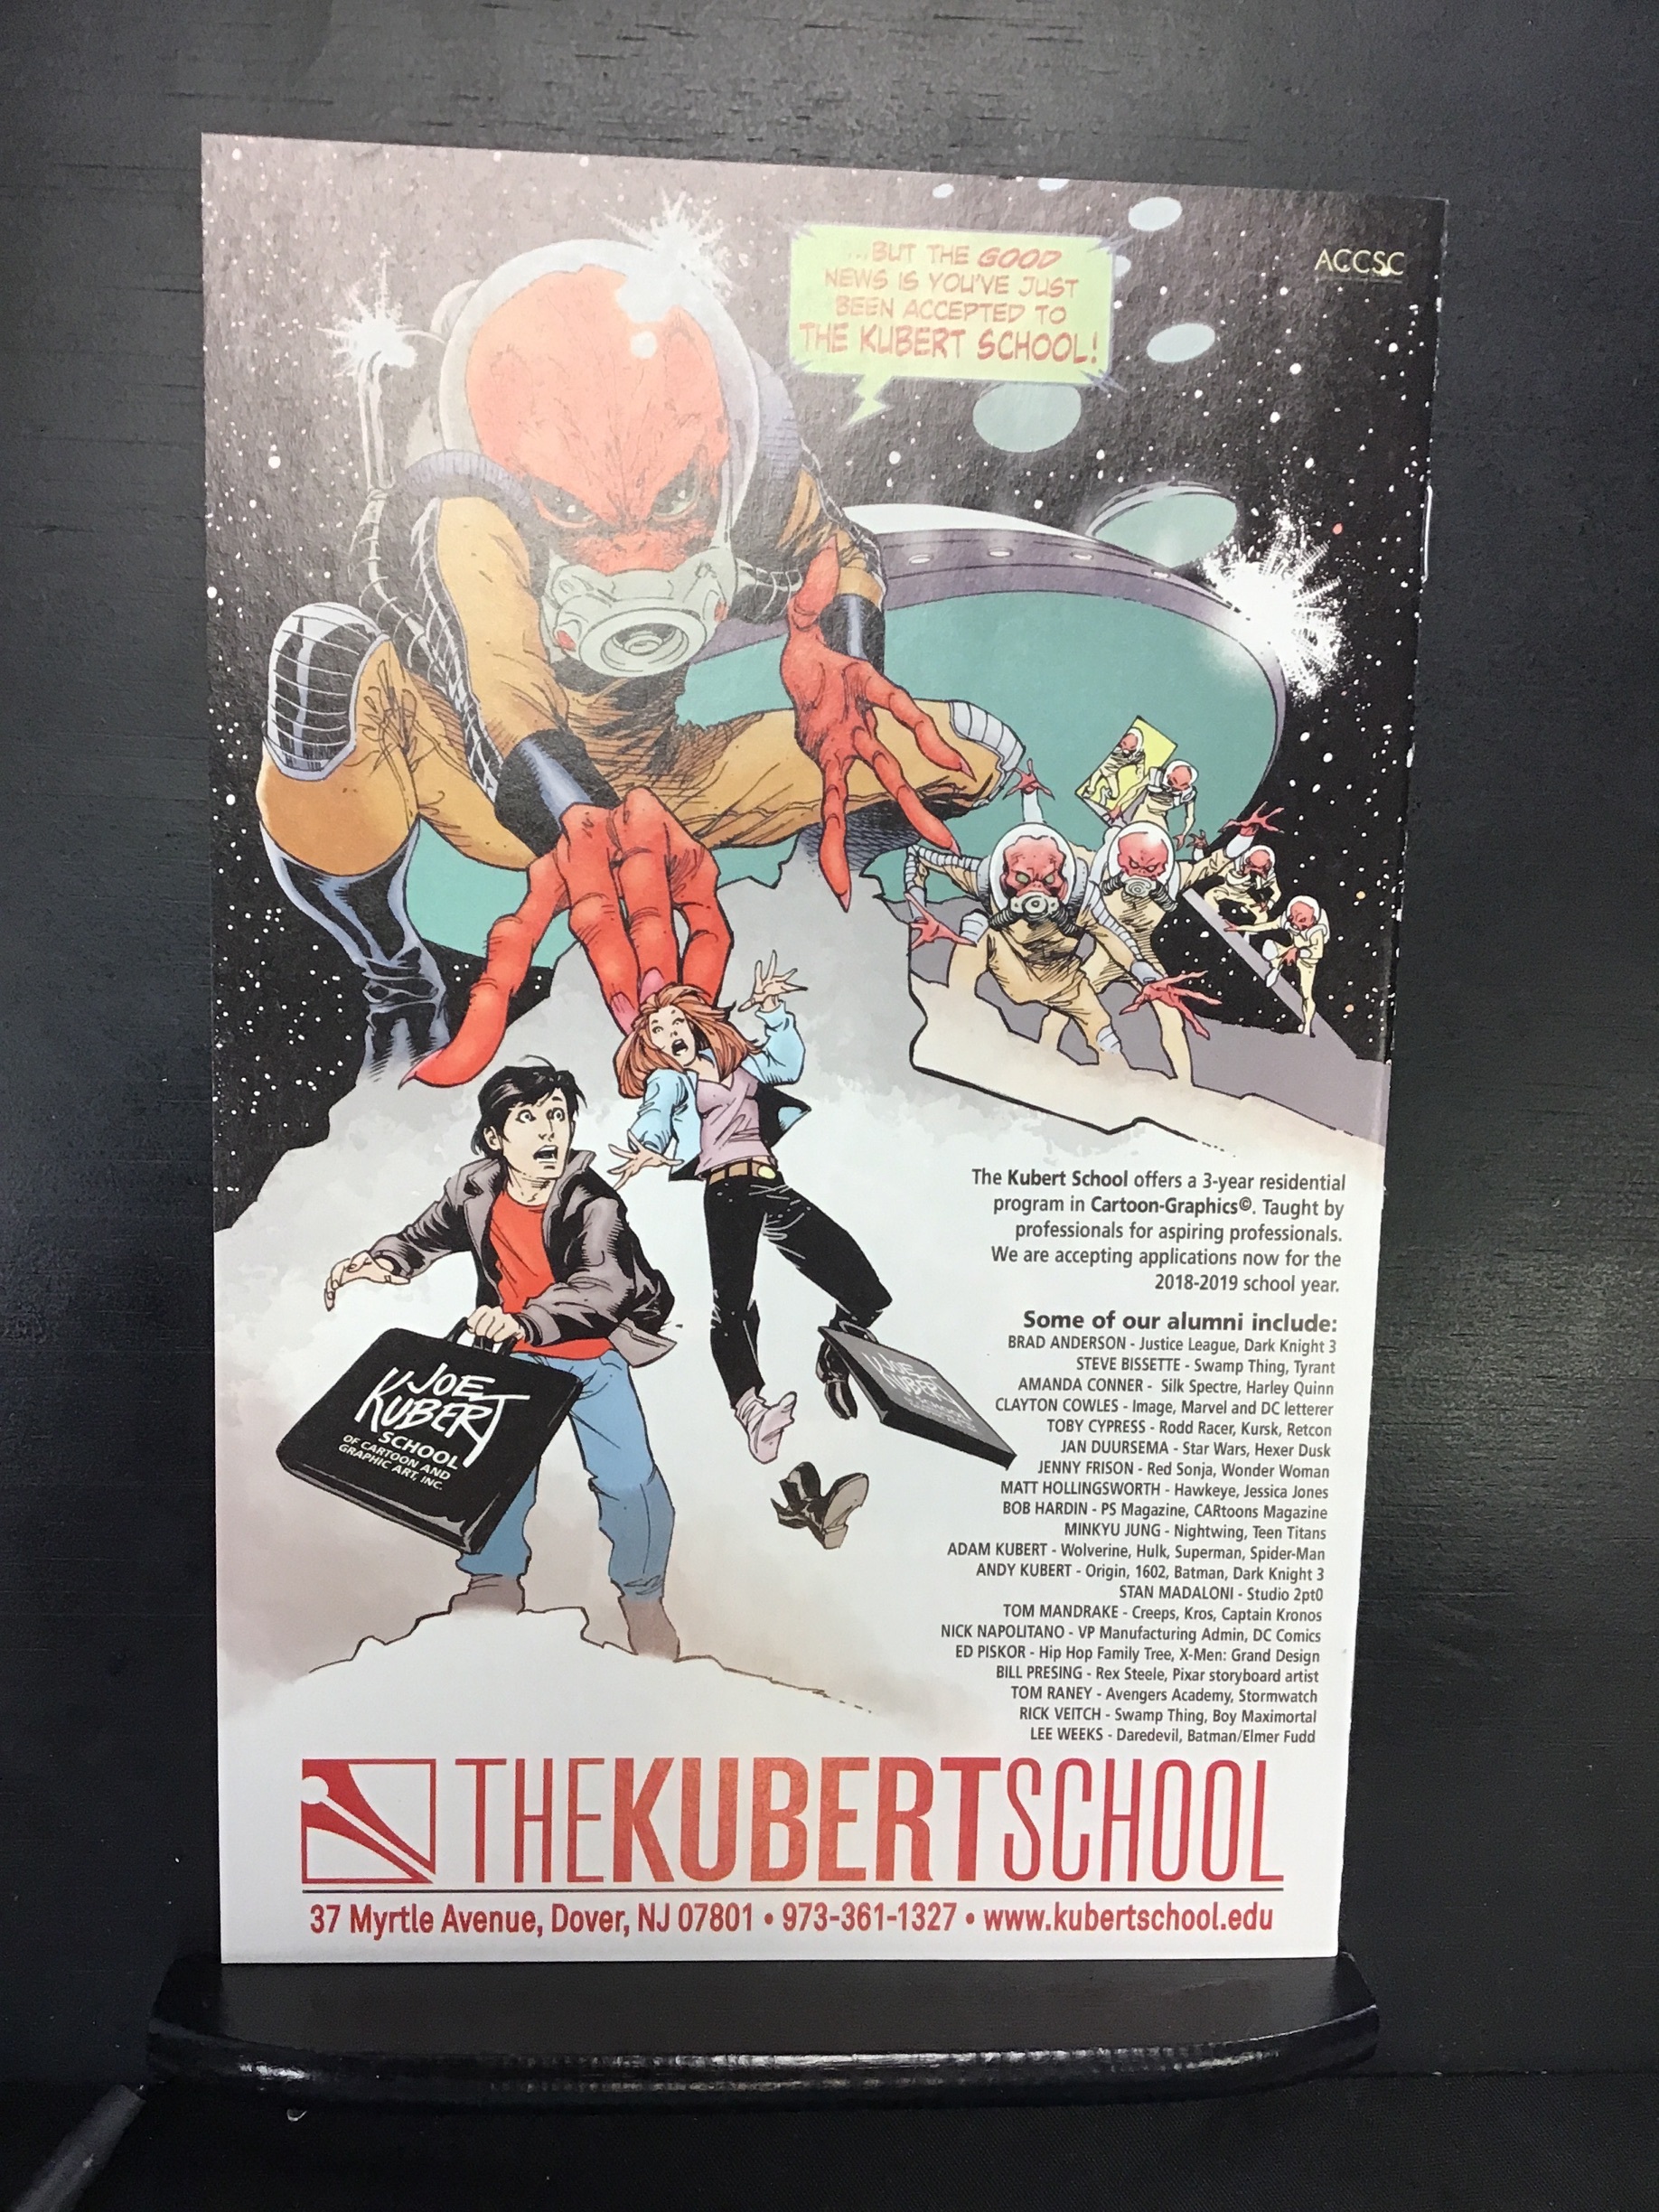 ...BUT THE GOOD
NEWS IS YOU'VE JUST
BEEN ACCEPTED TO
THE KUBERT SCHOOL!
ACCSC
The Kubert School offers a 3-year residential
program in Cartoon-Graphics©. Taught by
professionals for aspiring professionals.
We are accepting applications now for the
2018-2019 school year.
Some of our alumni include:
BRAD ANDERSON - Justice League, Dark Knight 3
STEVE BISSETTE - Swamp Thing, Tyrant
AMANDA CONNER - Silk Spectre, Harley Quinn
CLAYTON COWLES - Image, Marvel and DC letterer
TOBY CYPRESS - Rodd Racer, Kursk, Retcon
JAN DUURSEMA - Star Wars, Hexer Dusk
JENNY FRISON - Red Sonja, Wonder Woman
MATT HOLLINGSWORTH - Hawkeye, Jessica Jones
BOB HARDIN - PS Magazine, CARtoons Magazine
MINKYU JUNG - Nightwing, Teen Titans
ADAM KUBERT - Wolverine, Hulk, Superman, Spider-Man
ANDY KUBERT - Origin, 1602, Batman, Dark Knight 3
STAN MADALONI - Studio 2pt0
TOM MANDRAKE - Creeps, Kros, Captain Kronos
NICK NAPOLITANO - VP Manufacturing Admin, DC Comics
ED PISKOR - Hip Hop Family Tree, X-Men: Grand Design
BILL PRESING - Rex Steele, Pixar storyboard artist
TOM RANEY - Avengers Academy, Stormwatch
RICK VEITCH - Swamp Thing, Boy Maximortal
LEE WEEKS - Daredevil, Batman/Elmer Fudd
JOE
KUBERT
SCHOOL
OF CARTOON AND
GRAPHIC ART, INC.
JOE
KUBERT
SCHOOL
THEKUBERTSCHOOL
37 Myrtle Avenue, Dover, NJ 07801 • 973-361-1327 • www.kubertschool.edu